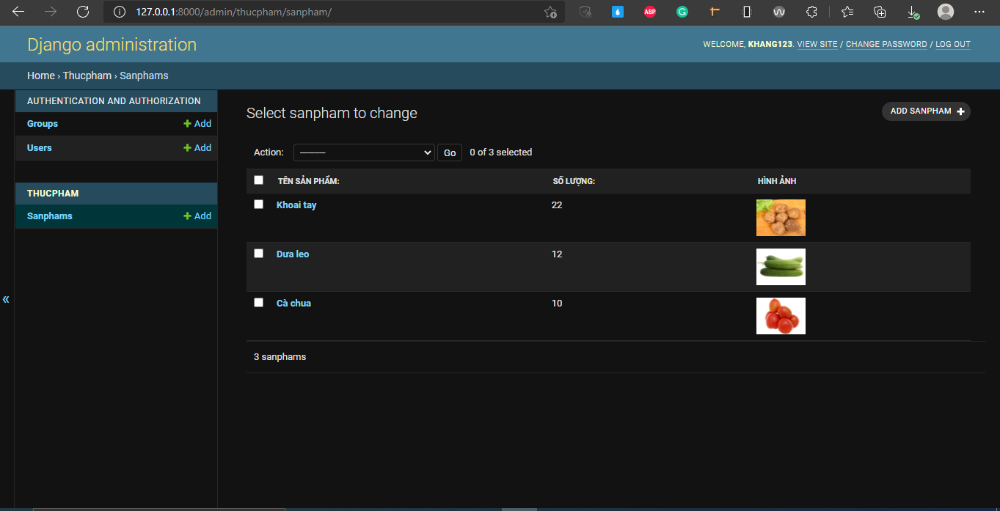 127.0.0.1:8000/admin/thucpham/sanpham/
ABP
Django administration
WELCOME, KHANG123. VIEW SITE / CHANGE PASSWORD / LOG OUT
Home › Thucpham › Sanphams
AUTHENTICATION AND AUTHORIZATION
Groups + Add
Users + Add
THUCPHAM
Sanphams + Add
«
Select sanpham to change
ADD SANPHAM +
Action: --------- Go 0 of 3 selected
TÊN SẢN PHẨM: SỐ LƯỢNG: HÌNH ẢNH
Khoai tay 22
Dưa leo 12
Cà chua 10
3 sanphams